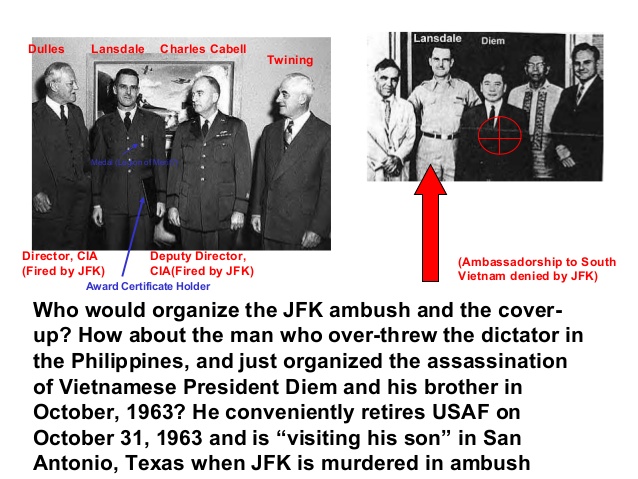 Dulles
Lansdale
Charles Cabell
Twining
Lansdale
Diem
Director, CIA
(Fired by JFK)
Deputy Director,
CIA(Fired by JFK)
Award Certificate Holder
(Ambassadorship to South
Vietnam denied by JFK)
Who would organize the JFK ambush and the cover-
up? How about the man who over-threw the dictator in
the Philippines, and just organized the assassination
of Vietnamese President Diem and his brother in
October, 1963? He conveniently retires USAF on
October 31, 1963 and is “visiting his son” in San
Antonio, Texas when JFK is murdered in ambush